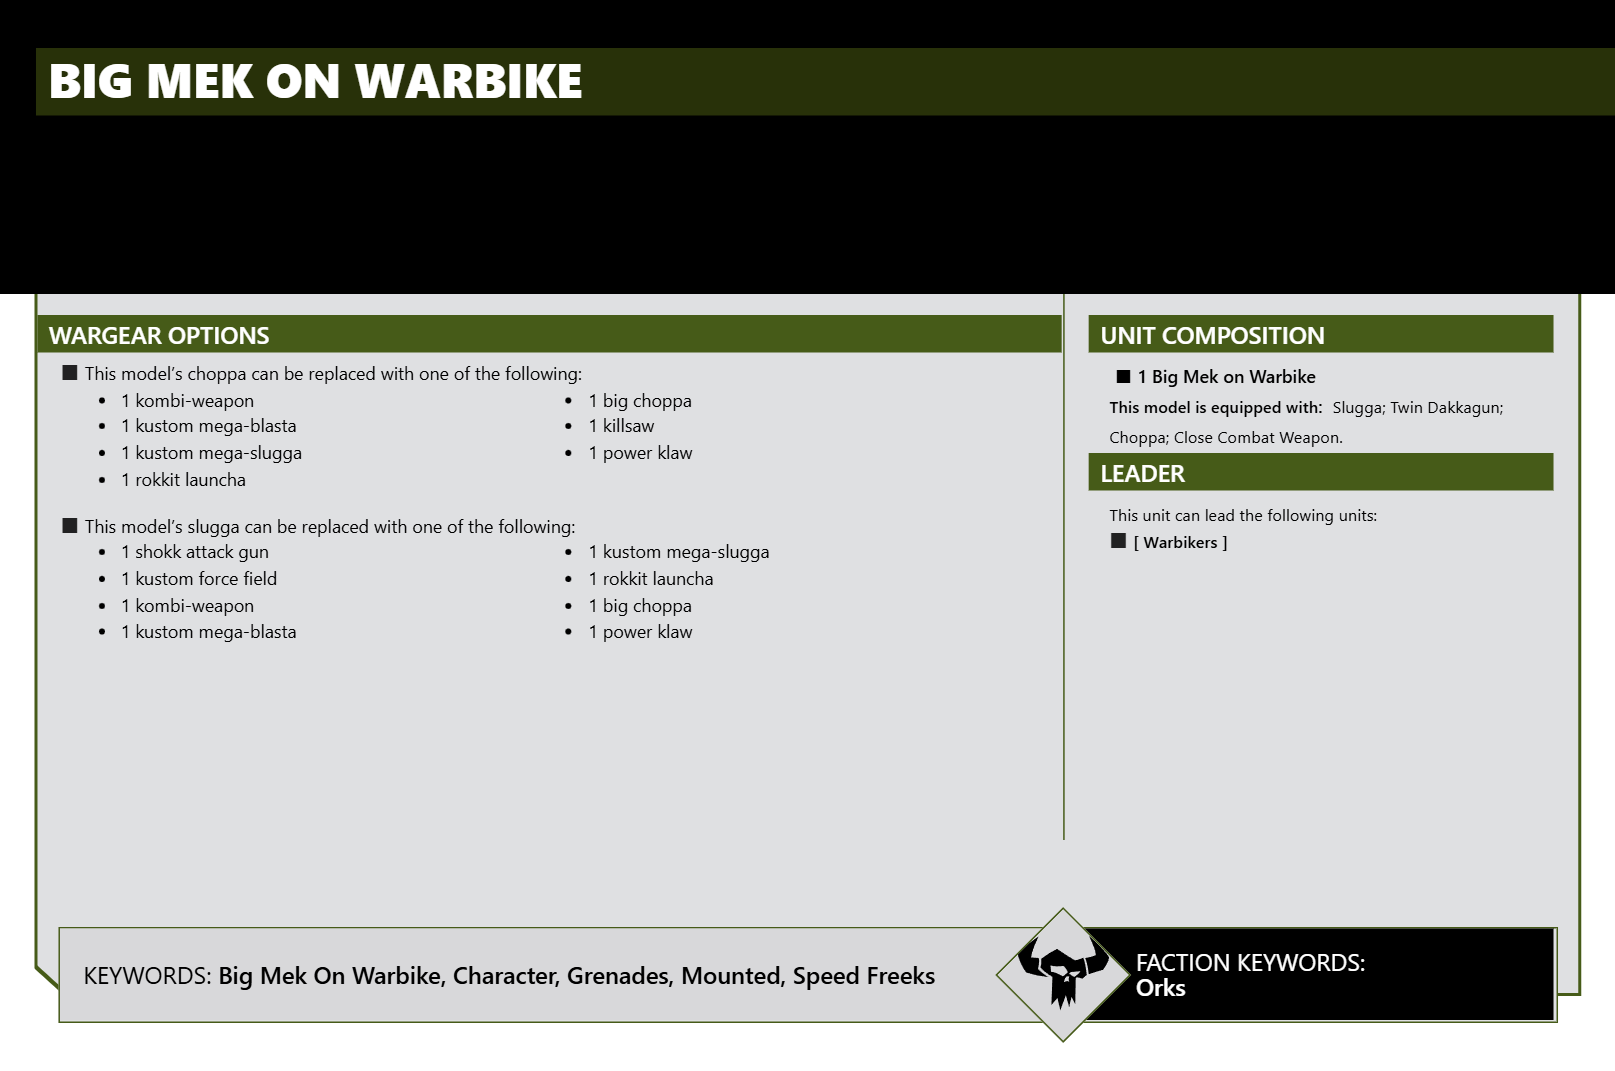 BIG MEK ON WARBIKE
WARGEAR OPTIONS
■ This model’s choppa can be replaced with one of the following:
• 1 kombi-weapon
• 1 kustom mega-blasta
• 1 kustom mega-slugga
• 1 rokkit launcha
• 1 big choppa
• 1 killsaw
• 1 power klaw
■ This model’s slugga can be replaced with one of the following:
• 1 shokk attack gun
• 1 kustom force field
• 1 kombi-weapon
• 1 kustom mega-blasta
• 1 kustom mega-slugga
• 1 rokkit launcha
• 1 big choppa
• 1 power klaw
UNIT COMPOSITION
■ 1 Big Mek on Warbike
This model is equipped with: Slugga; Twin Dakkagun;
Choppa; Close Combat Weapon.
LEADER
This unit can lead the following units:
■ [ Warbikers ]
KEYWORDS: Big Mek On Warbike, Character, Grenades, Mounted, Speed Freeks
FACTION KEYWORDS:
Orks